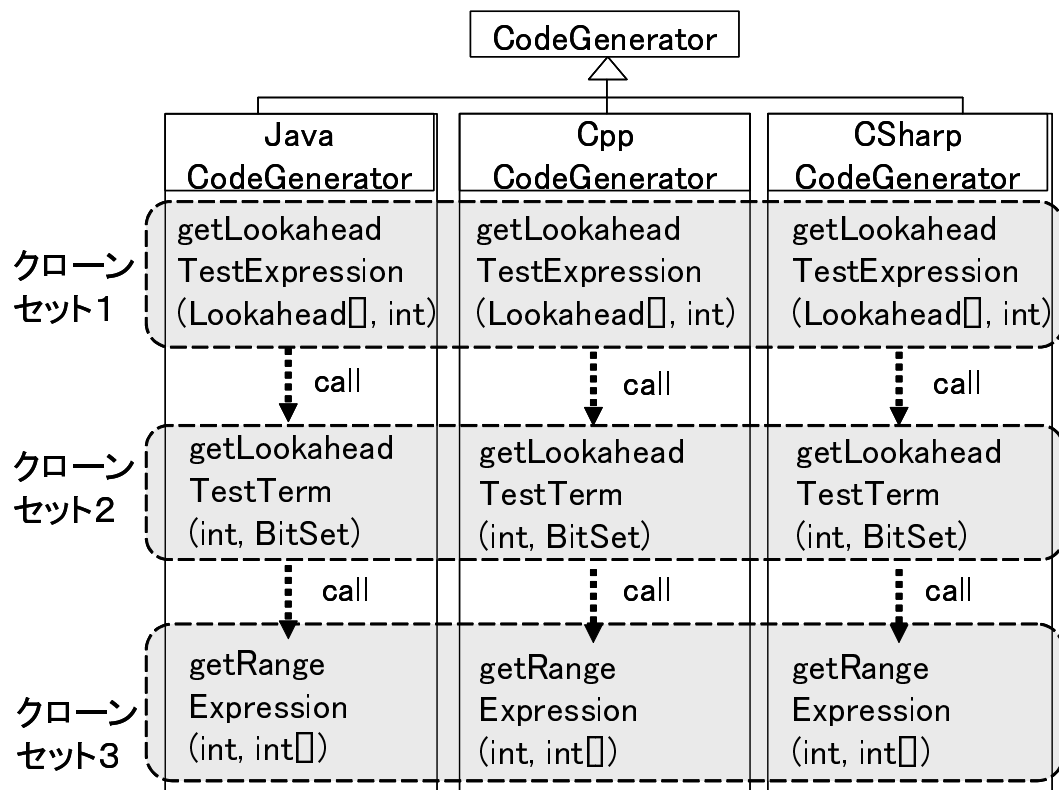 CodeGenerator
Java
CodeGenerator
Cpp
CodeGenerator
CSharp
CodeGenerator
クローン
セット1
getLookahead
TestExpression
(Lookahead[], int)
getLookahead
TestExpression
(Lookahead[], int)
getLookahead
TestExpression
(Lookahead[], int)
call
call
call
クローン
セット2
getLookahead
TestTerm
(int, BitSet)
getLookahead
TestTerm
(int, BitSet)
getLookahead
TestTerm
(int, BitSet)
call
call
call
クローン
セット3
getRange
Expression
(int, int[])
getRange
Expression
(int, int[])
getRange
Expression
(int, int[])